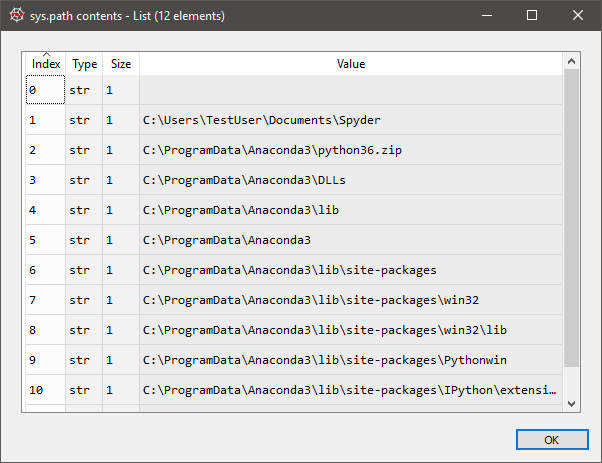 sys.path contents - List (12 elements)
Index Type Size Value
0 str 1
1 str 1 C:\Users\TestUser\Documents\Spyder
2 str 1 C:\ProgramData\Anaconda3\python36.zip
3 str 1 C:\ProgramData\Anaconda3\DLLs
4 str 1 C:\ProgramData\Anaconda3\lib
5 str 1 C:\ProgramData\Anaconda3
6 str 1 C:\ProgramData\Anaconda3\lib\site-packages
7 str 1 C:\ProgramData\Anaconda3\lib\site-packages\win32
8 str 1 C:\ProgramData\Anaconda3\lib\site-packages\win32\lib
9 str 1 C:\ProgramData\Anaconda3\lib\site-packages\Pythonwin
10 str 1 C:\ProgramData\Anaconda3\lib\site-packages\IPython\extensi…
OK